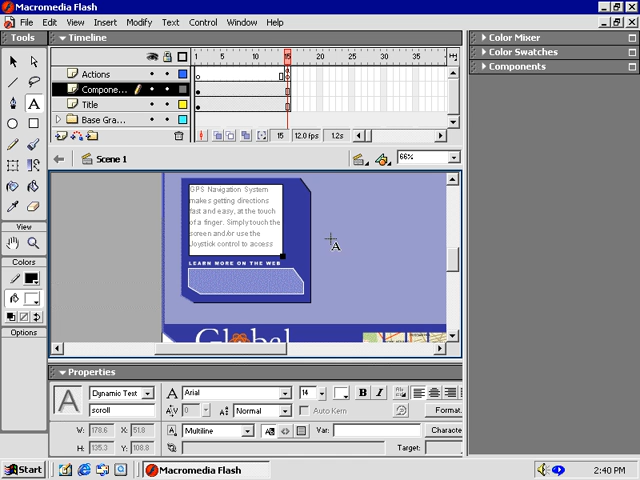 Macromedia Flash
File Edit View Insert Modify Text Control Window Help
Tools
Timeline
Color Mixer
Color Swatches
Components
1 5 10 15 20 25 30 35
Actions
Compone...
Title
Base Gra...
15 12.0 fps 1.2s
Scene 1
66%
View
Colors
Options
GPS Navigation System
makes getting directions
fast and easy, at the touch
of a finger. Simply touch the
screen and/or use the
Joystick control to access
LEARN MORE ON THE WEB
A
Global
Properties
A
Dynamic Text
A
Arial
14
B I
scroll
A V 0
Normal
Auto Kern
Format.
W: 178.6 X: 51.8
Multiline
Var:
Characte
H: 135.3 Y: 108.8
Target:
Start
Macromedia Flash
2:40 PM